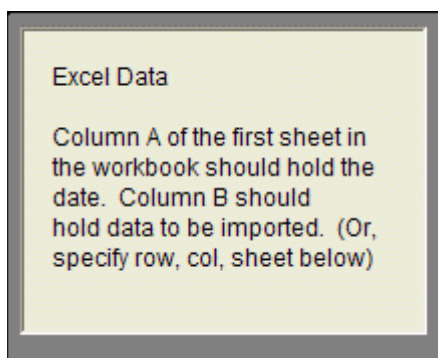 Excel Data
Column A of the first sheet in
the workbook should hold the
date.  Column B should
hold data to be imported.  (Or,
specify row, col, sheet below)